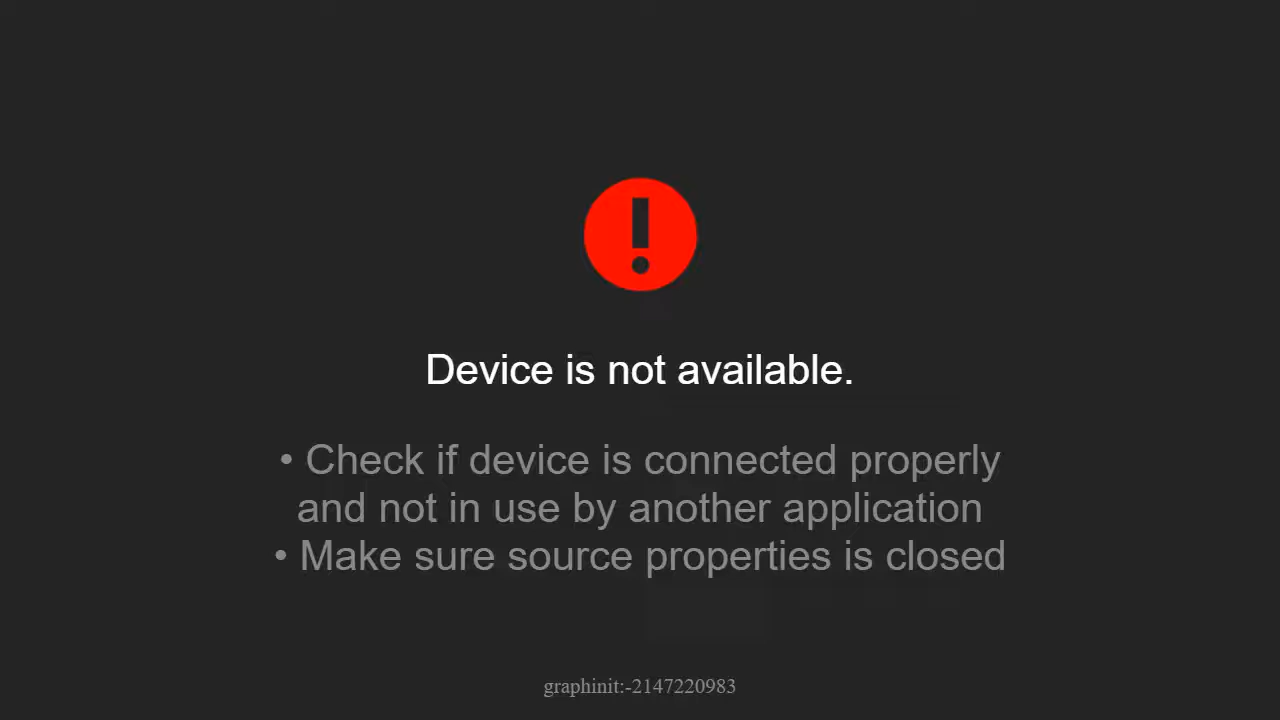 Device is not available.
• Check if device is connected properly
and not in use by another application
• Make sure source properties is closed
graphinit:-2147220983